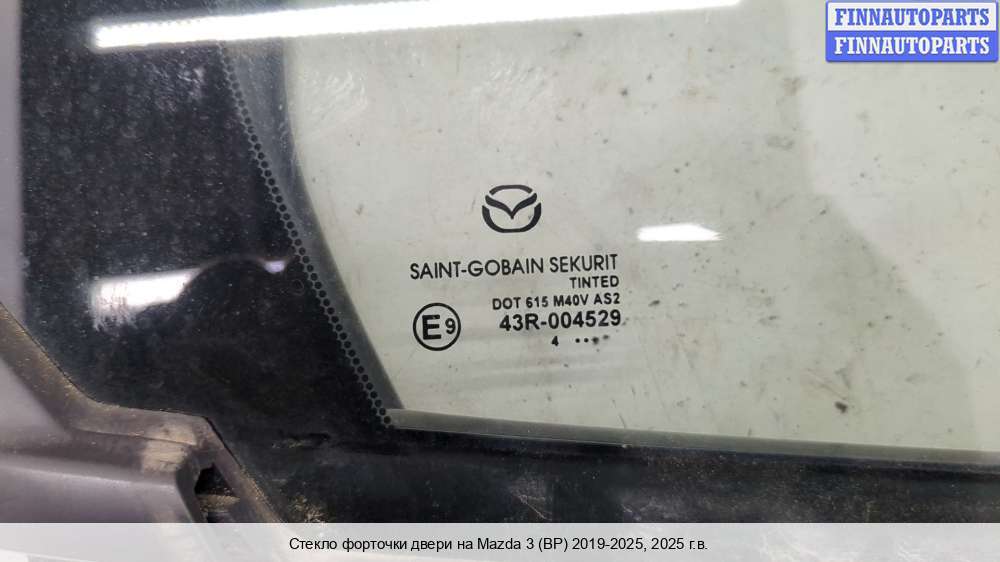 FINNAUTOPARTS
FINNAUTOPARTS
SAINT-GOBAIN SEKURIT
TINTED
DOT 615 M40V AS2
E9 43R-004529
4 ••••
Стекло форточки двери на Mazda 3 (BP) 2019-2025, 2025 г.в.